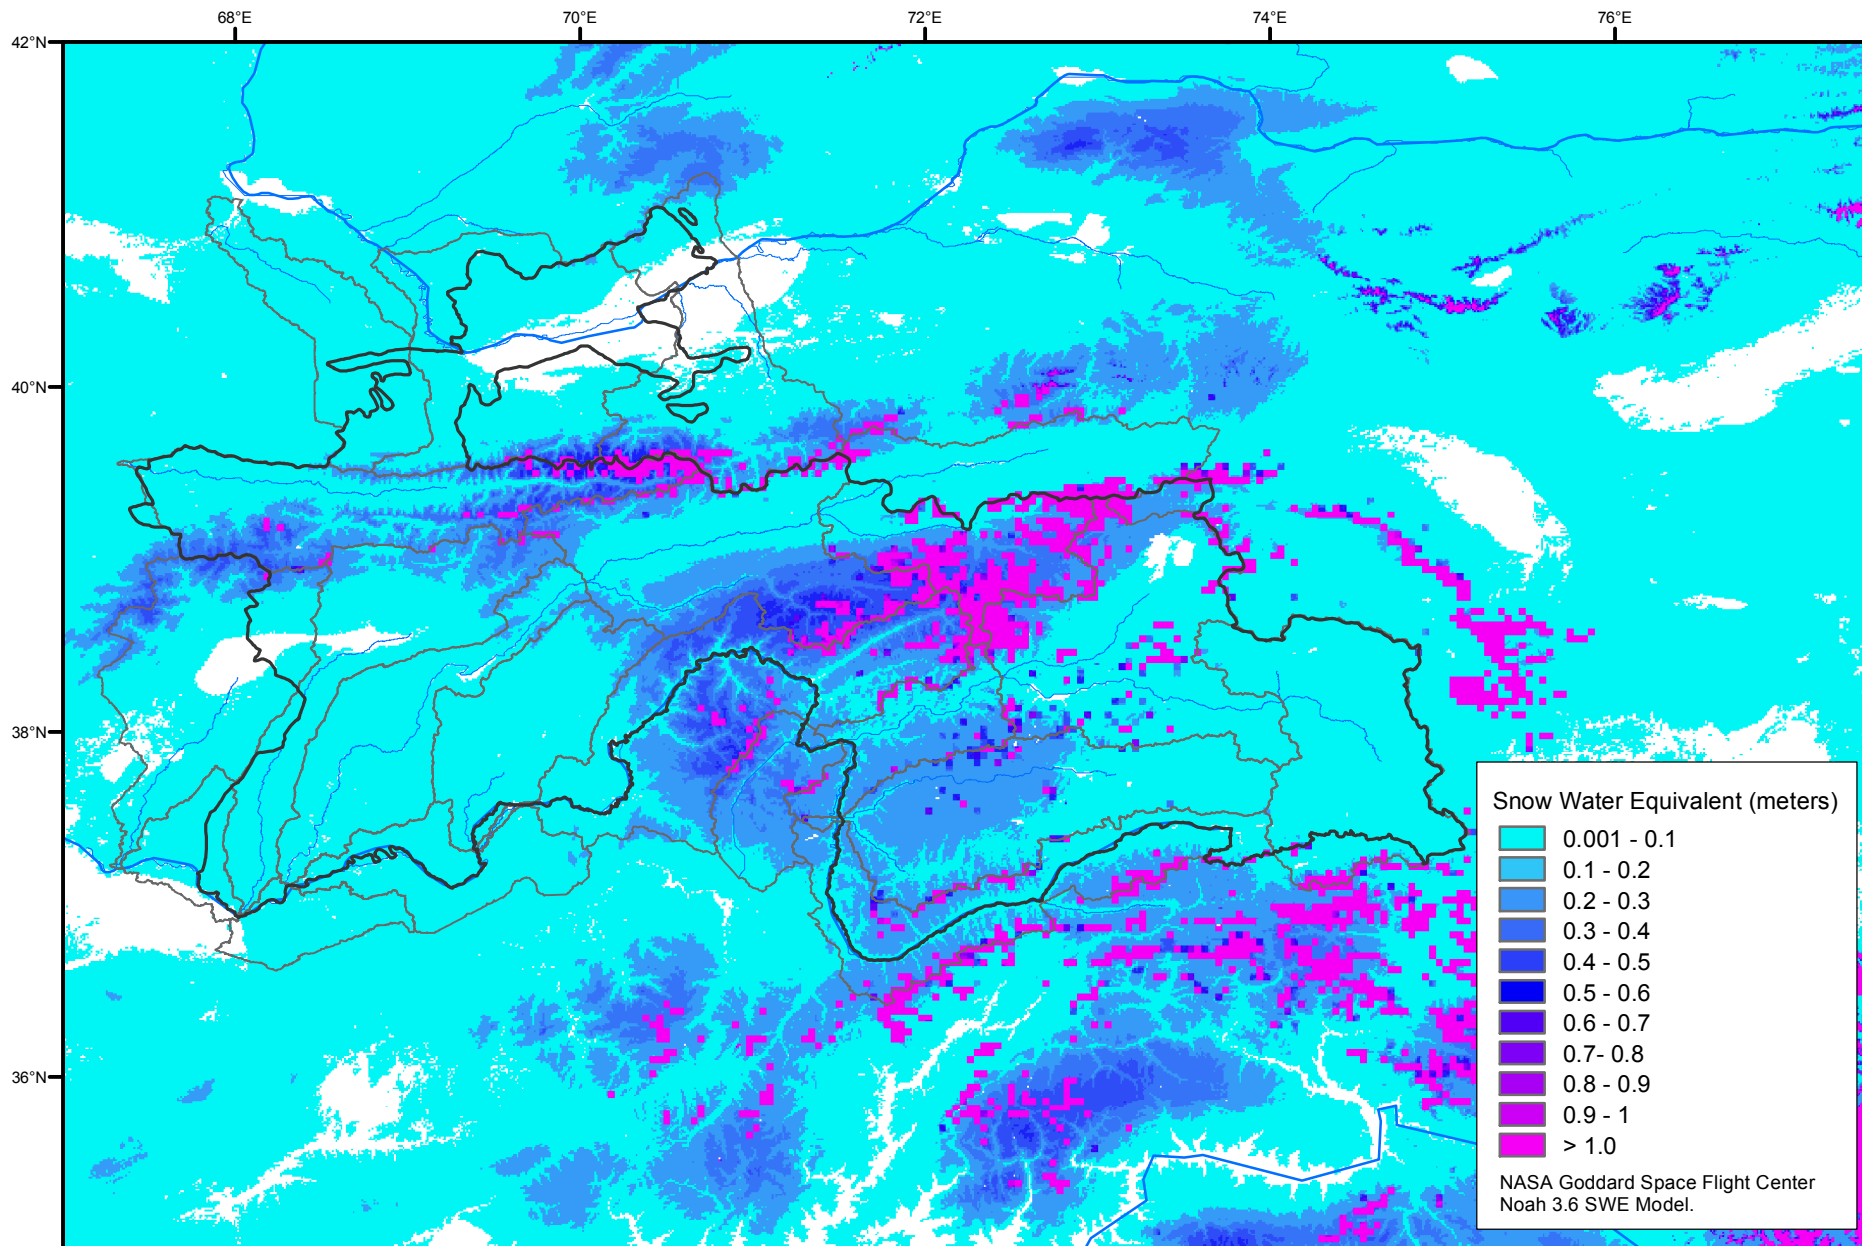 68°E 70°E 72°E 74°E 76°E
42°N
40°N
38°N
36°N
Snow Water Equivalent (meters)
0.001 - 0.1
0.1 - 0.2
0.2 - 0.3
0.3 - 0.4
0.4 - 0.5
0.5 - 0.6
0.6 - 0.7
0.7- 0.8
0.8 - 0.9
0.9 - 1
> 1.0
NASA Goddard Space Flight Center
Noah 3.6 SWE Model.